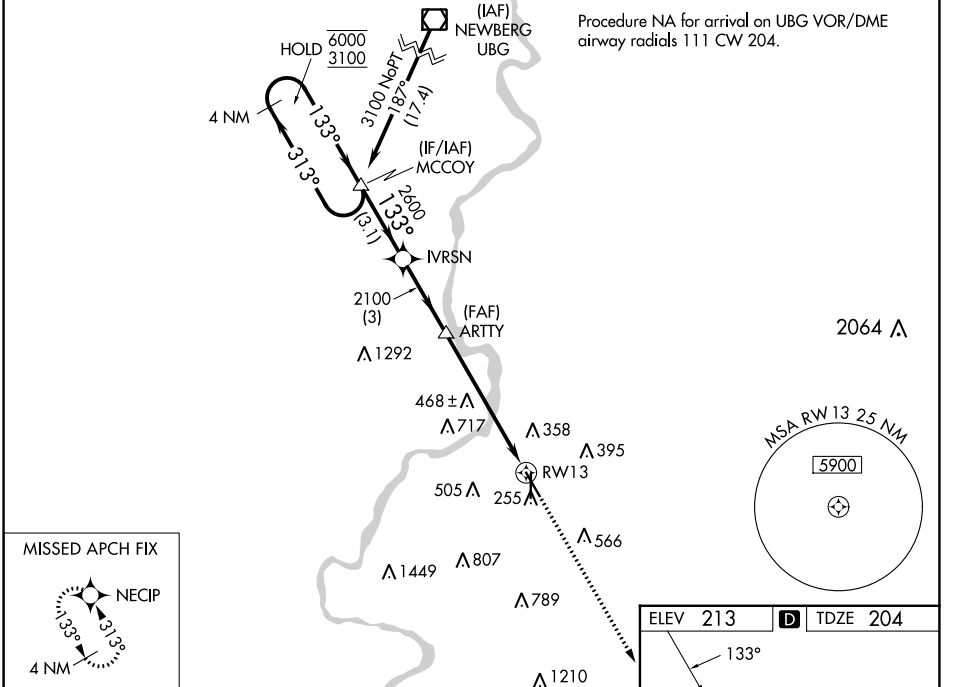 (IAF)
NEWBERG
UBG
Procedure NA for arrival on UBG VOR/DME
airway radials 111 CW 204.
HOLD
6000
3100
4 NM
133°
313°
3100 NoPT
187°
(17.4)
(IF/IAF)
MCCOY
2600
133°
(3.1)
IVRSN
2100
(3)
(FAF)
ARTTY
2064
1292
468 ±
717
358
395
RW13
505
255
566
807
1449
789
1210
MSA RW 13 25 NM
5900
MISSED APCH FIX
NECIP
133°
313°
4 NM
ELEV 213 D TDZE 204
133°